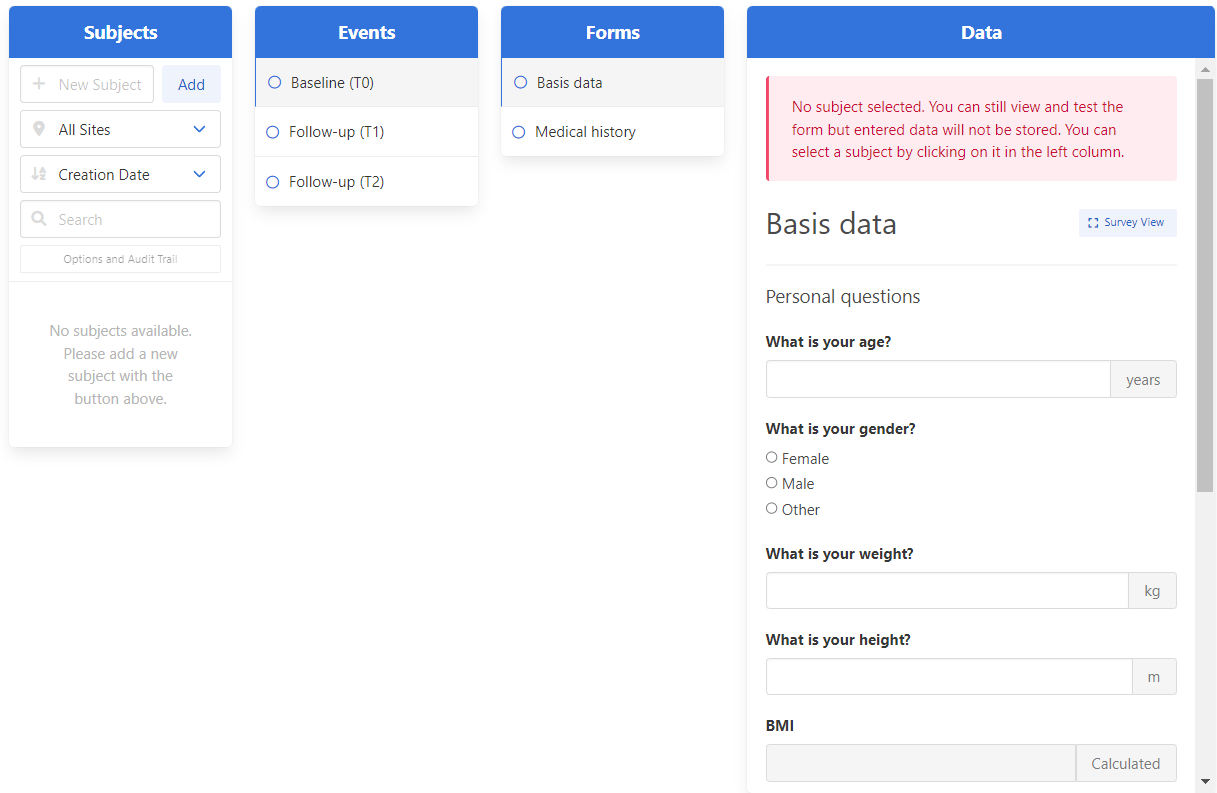 Subjects
New Subject
Add
All Sites
Creation Date
Search
Options and Audit Trail
No subjects available.
Please add a new
subject with the
button above.
Events
Baseline (T0)
Follow-up (T1)
Follow-up (T2)
Forms
Basis data
Medical history
Data
No subject selected. You can still view and test the
form but entered data will not be stored. You can
select a subject by clicking on it in the left column.
Basis data
Survey View
Personal questions
What is your age?
years
What is your gender?
Female
Male
Other
What is your weight?
kg
What is your height?
m
BMI
Calculated